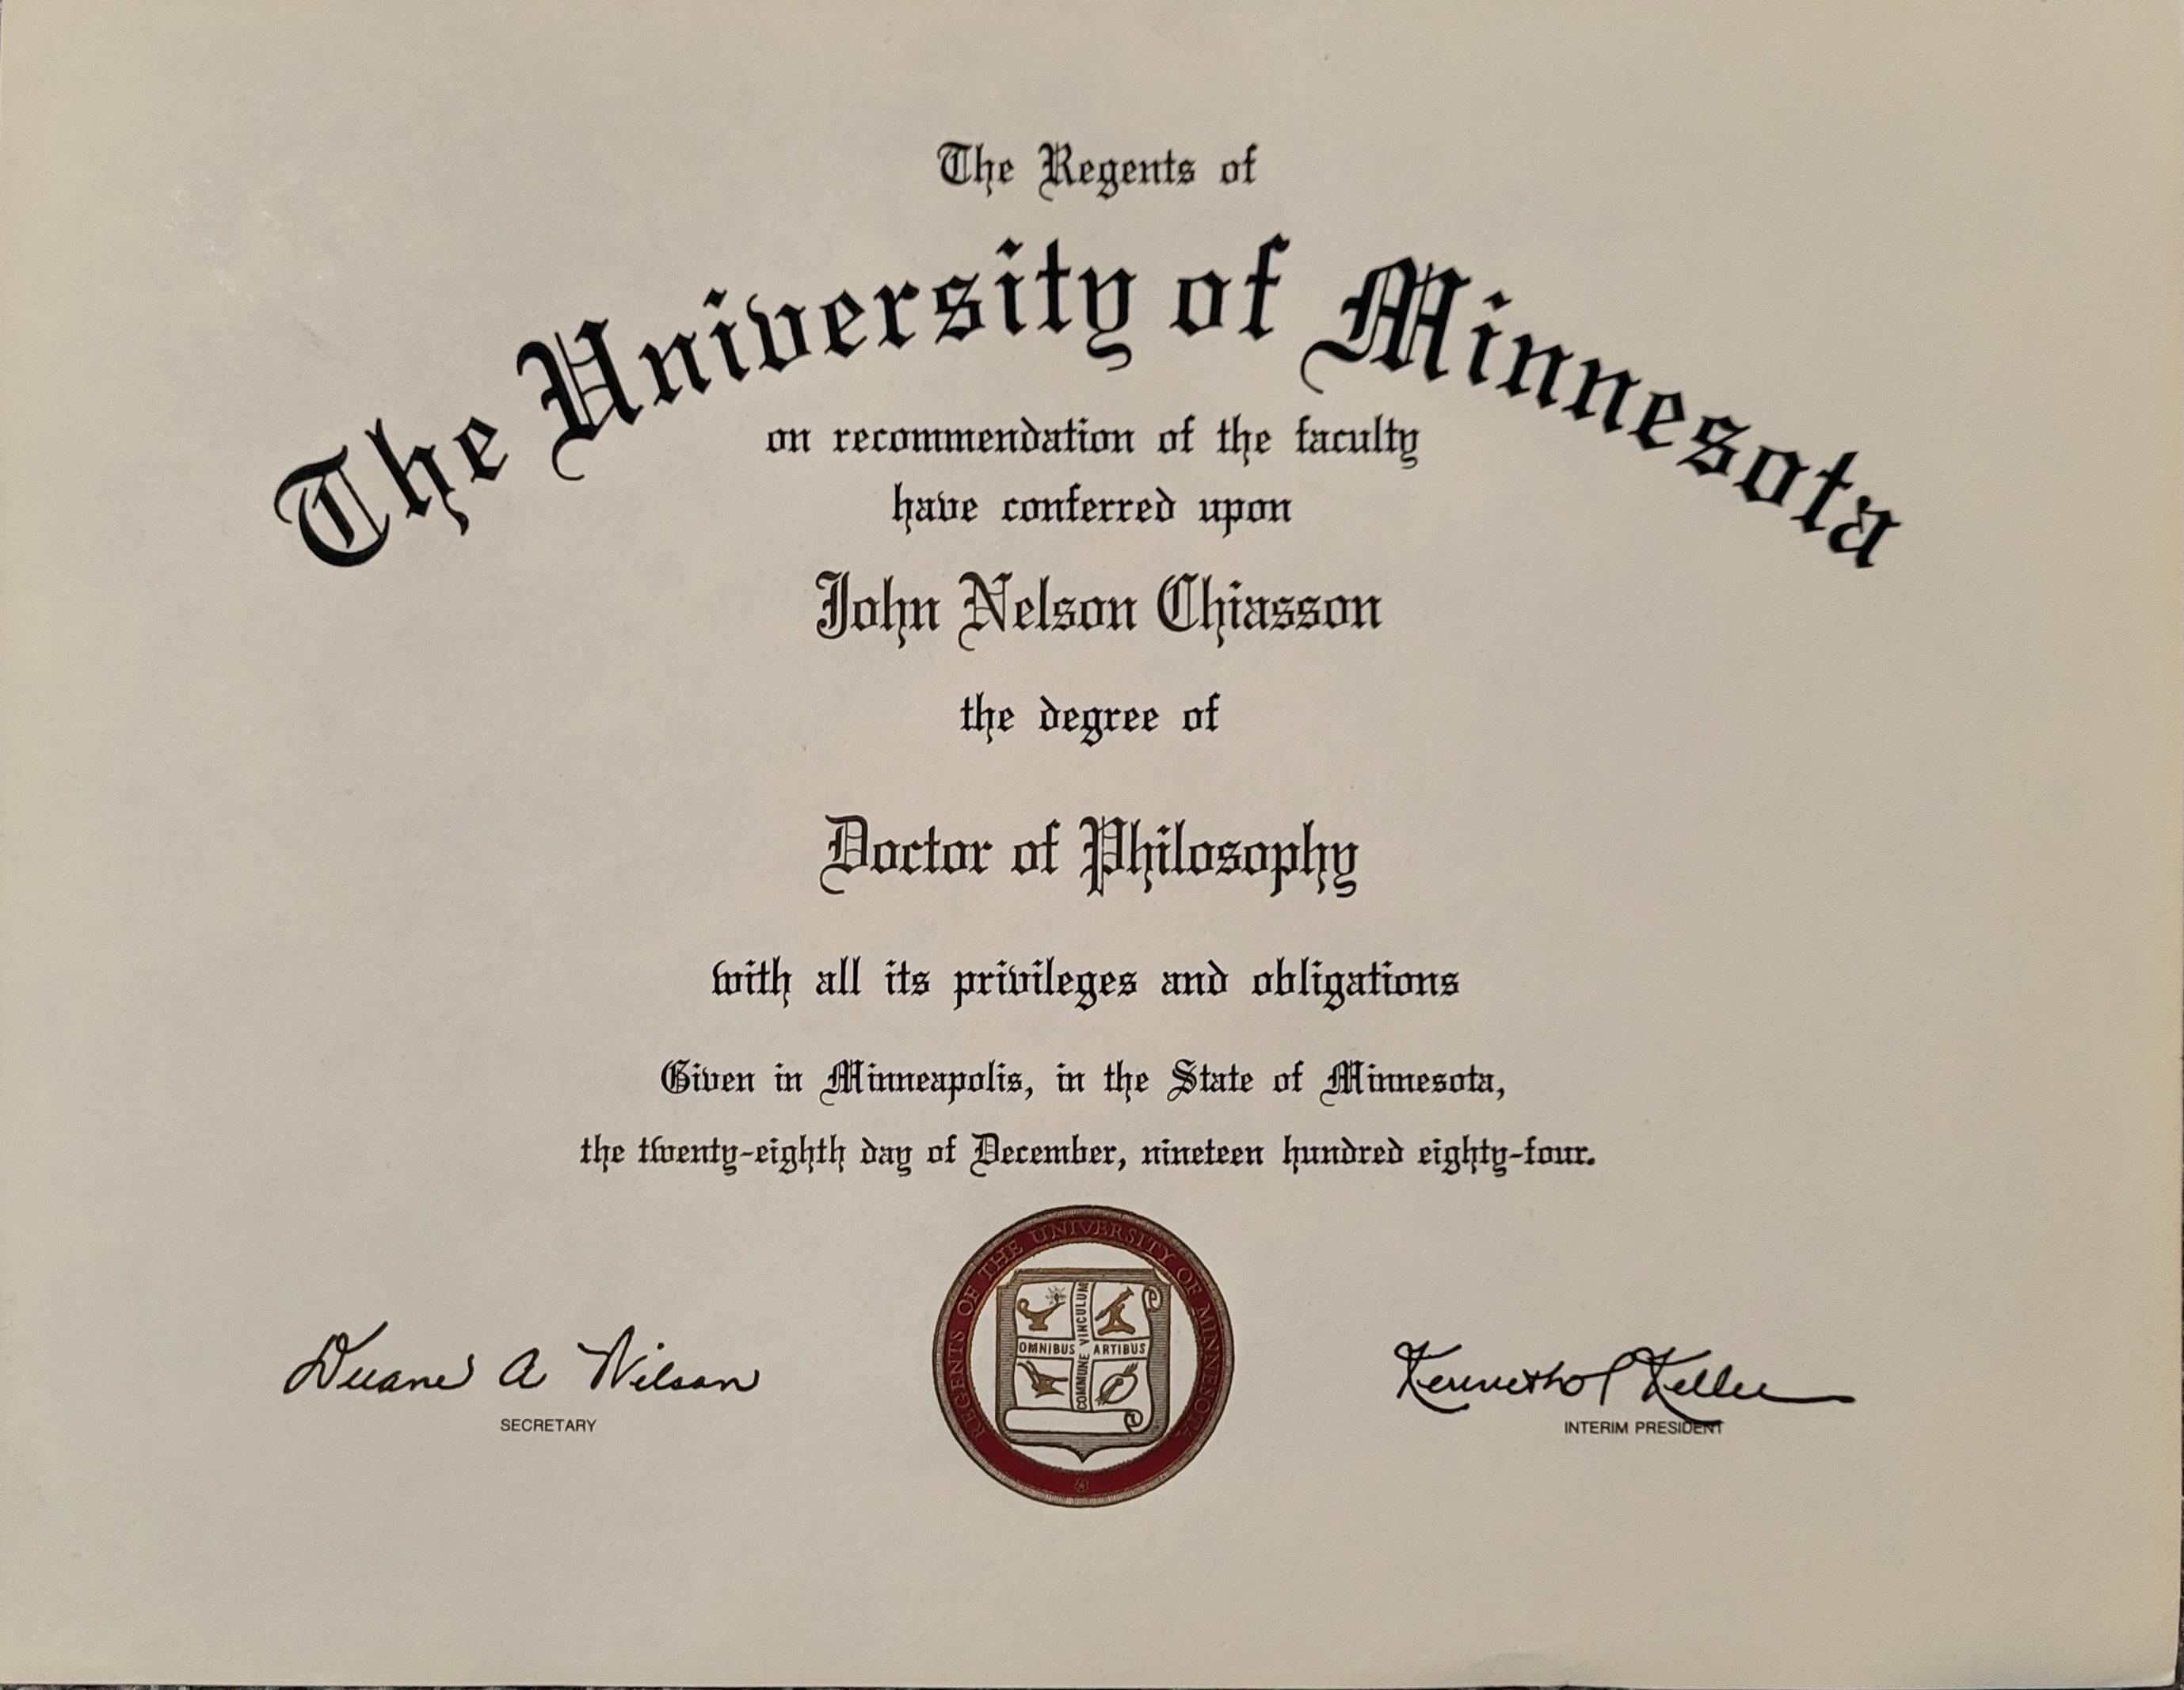 The Regents of
The University of Minnesota
on recommendation of the faculty
have conferred upon
John Nelson Chiasson
the degree of
Doctor of Philosophy
with all its privileges and obligations
Given in Minneapolis, in the State of Minnesota,
the twenty-eighth day of December, nineteen hundred eighty-four.
REGENTS OF THE UNIVERSITY OF MINNESOTA
OMNIBUS ARTIBUS
COMMUNE VINCULUM
Duane A Wilson
SECRETARY
Kenneth H Keller
INTERIM PRESIDENT